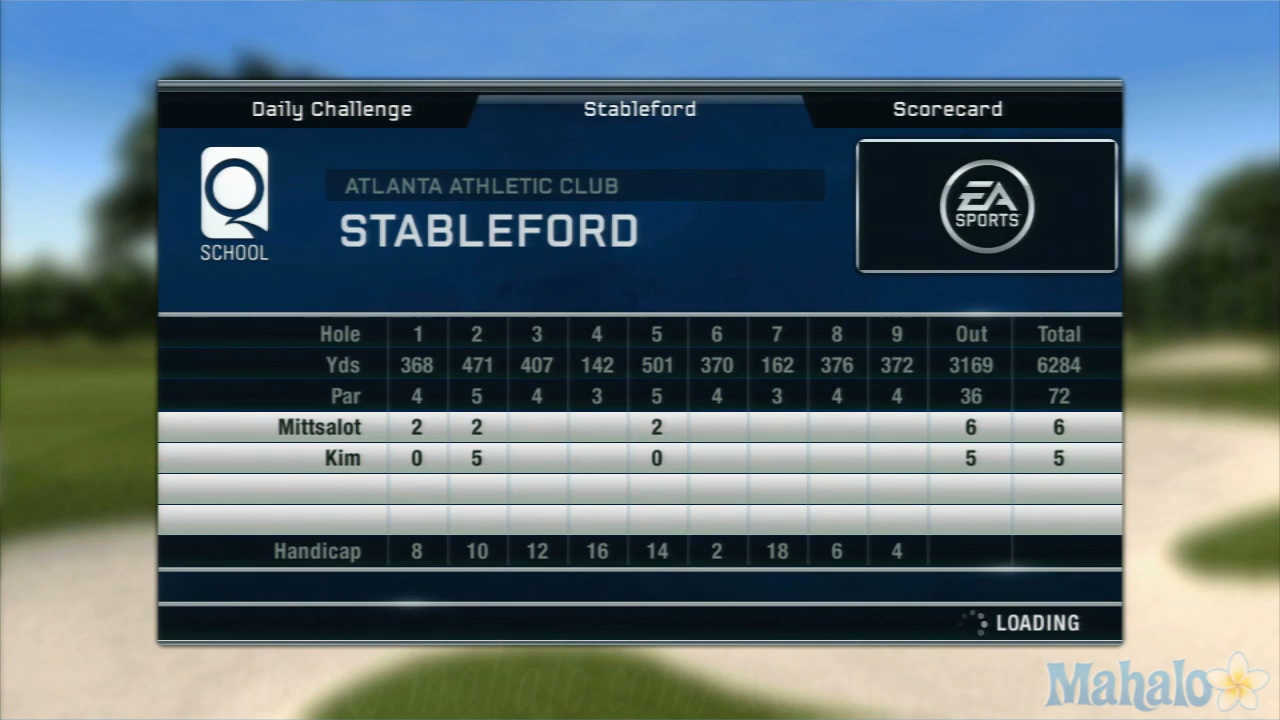 Daily Challenge Stableford Scorecard
SCHOOL
ATLANTA ATHLETIC CLUB
STABLEFORD
EA
SPORTS
Hole 1 2 3 4 5 6 7 8 9 Out Total
Yds 368 471 407 142 501 370 162 376 372 3169 6284
Par 4 5 4 3 5 4 3 4 4 36 72
Mittsalot 2 2 2 6 6
Kim 0 5 0 5 5
Handicap 8 10 12 16 14 2 18 6 4
LOADING
Mahalo